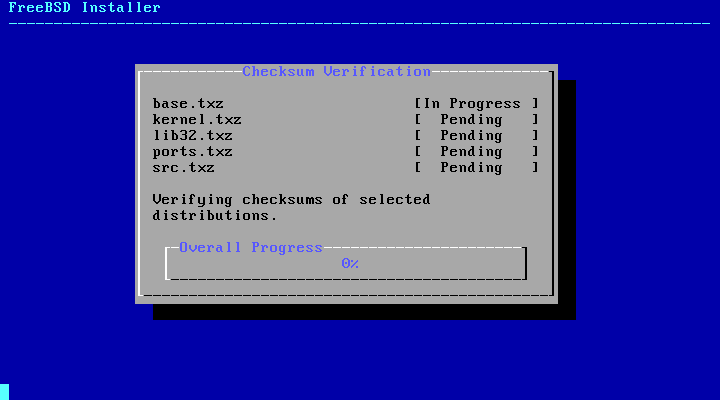 FreeBSD Installer
Checksum Verification
base.txz [In Progress ]
kernel.txz [ Pending ]
lib32.txz [ Pending ]
ports.txz [ Pending ]
src.txz [ Pending ]
Verifying checksums of selected
distributions.
Overall Progress
0%